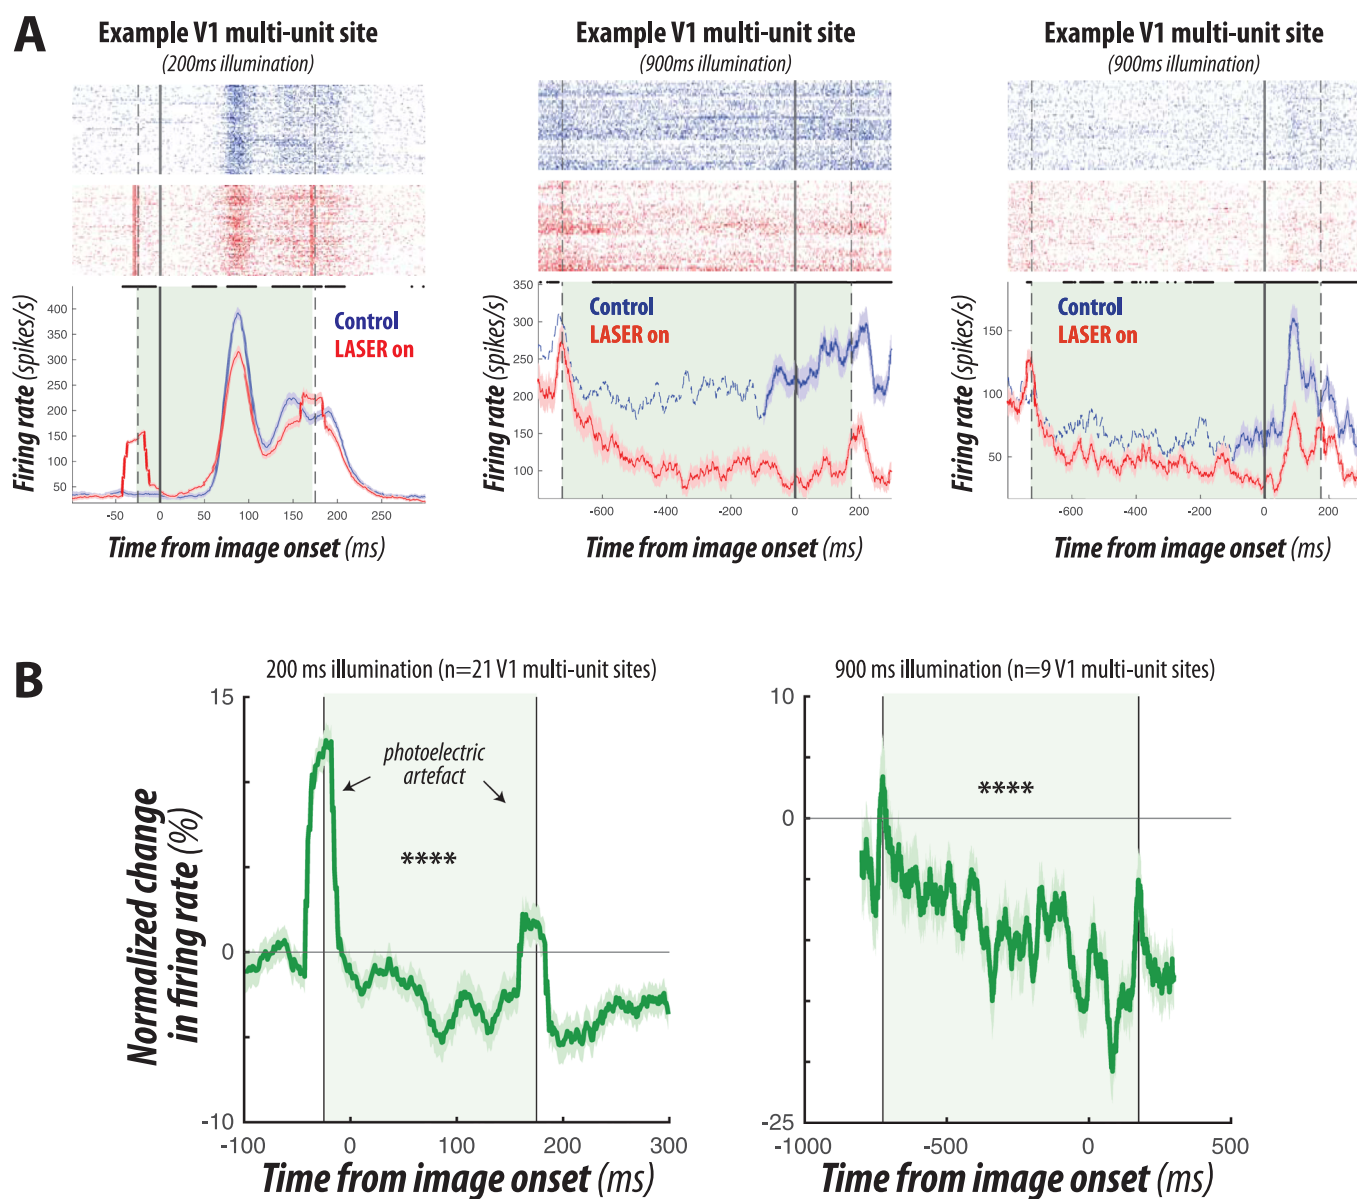 A
Example V1 multi-unit site
(200ms illumination)
Example V1 multi-unit site
(900ms illumination)
Example V1 multi-unit site
(900ms illumination)
Firing rate (spikes/s)
400
350
300
250
200
150
100
50
Control
LASER on
-50 0 50 100 150 200 250
Time from image onset (ms)
Firing rate (spikes/s)
350
300
250
200
150
100
Control
LASER on
-600 -400 -200 0 200
Time from image onset (ms)
Firing rate (spikes/s)
150
100
50
Control
LASER on
-600 -400 -200 0 200
Time from image onset (ms)
B
200 ms illumination (n=21 V1 multi-unit sites)
Normalized change
in firing rate (%)
15
0
-10
photoelectric
artefact
****
-100 0 100 200 300
Time from image onset (ms)
900 ms illumination (n=9 V1 multi-unit sites)
10
0
-25
****
-1000 -500 0 500
Time from image onset (ms)